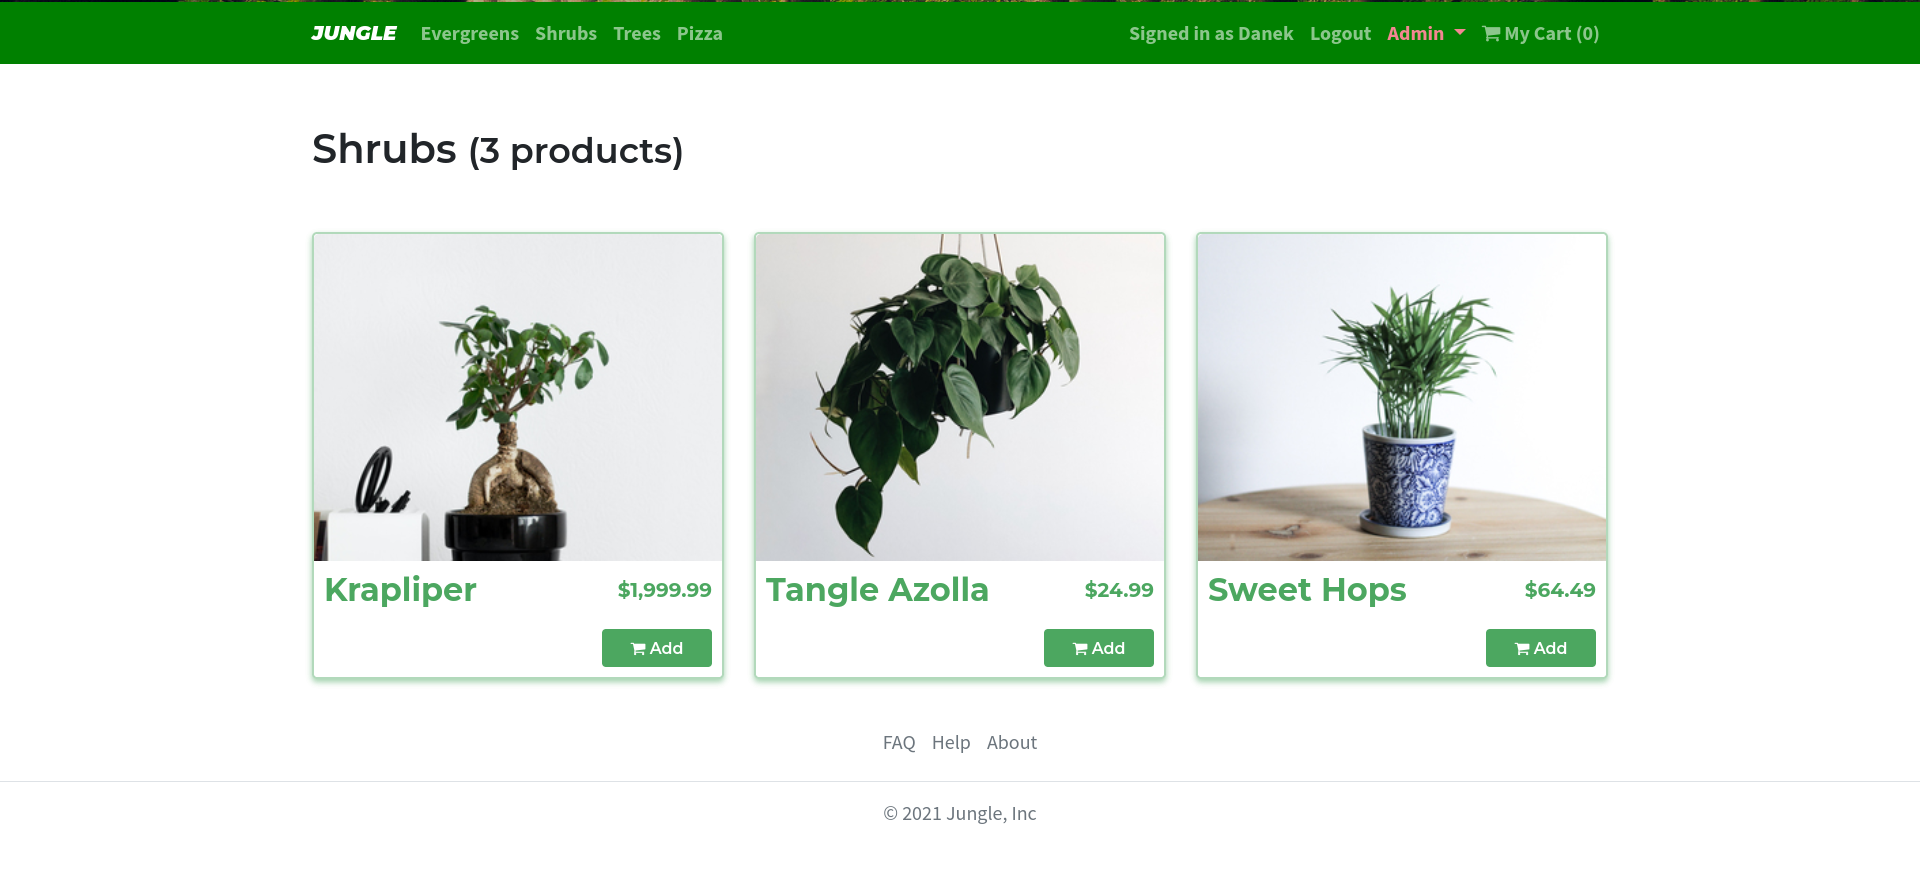 JUNGLE Evergreens Shrubs Trees Pizza Signed in as Danek Logout Admin My Cart (0)
Shrubs (3 products)
Krapliper $1,999.99
Add
Tangle Azolla $24.99
Add
Sweet Hops $64.49
Add
FAQ Help About
© 2021 Jungle, Inc